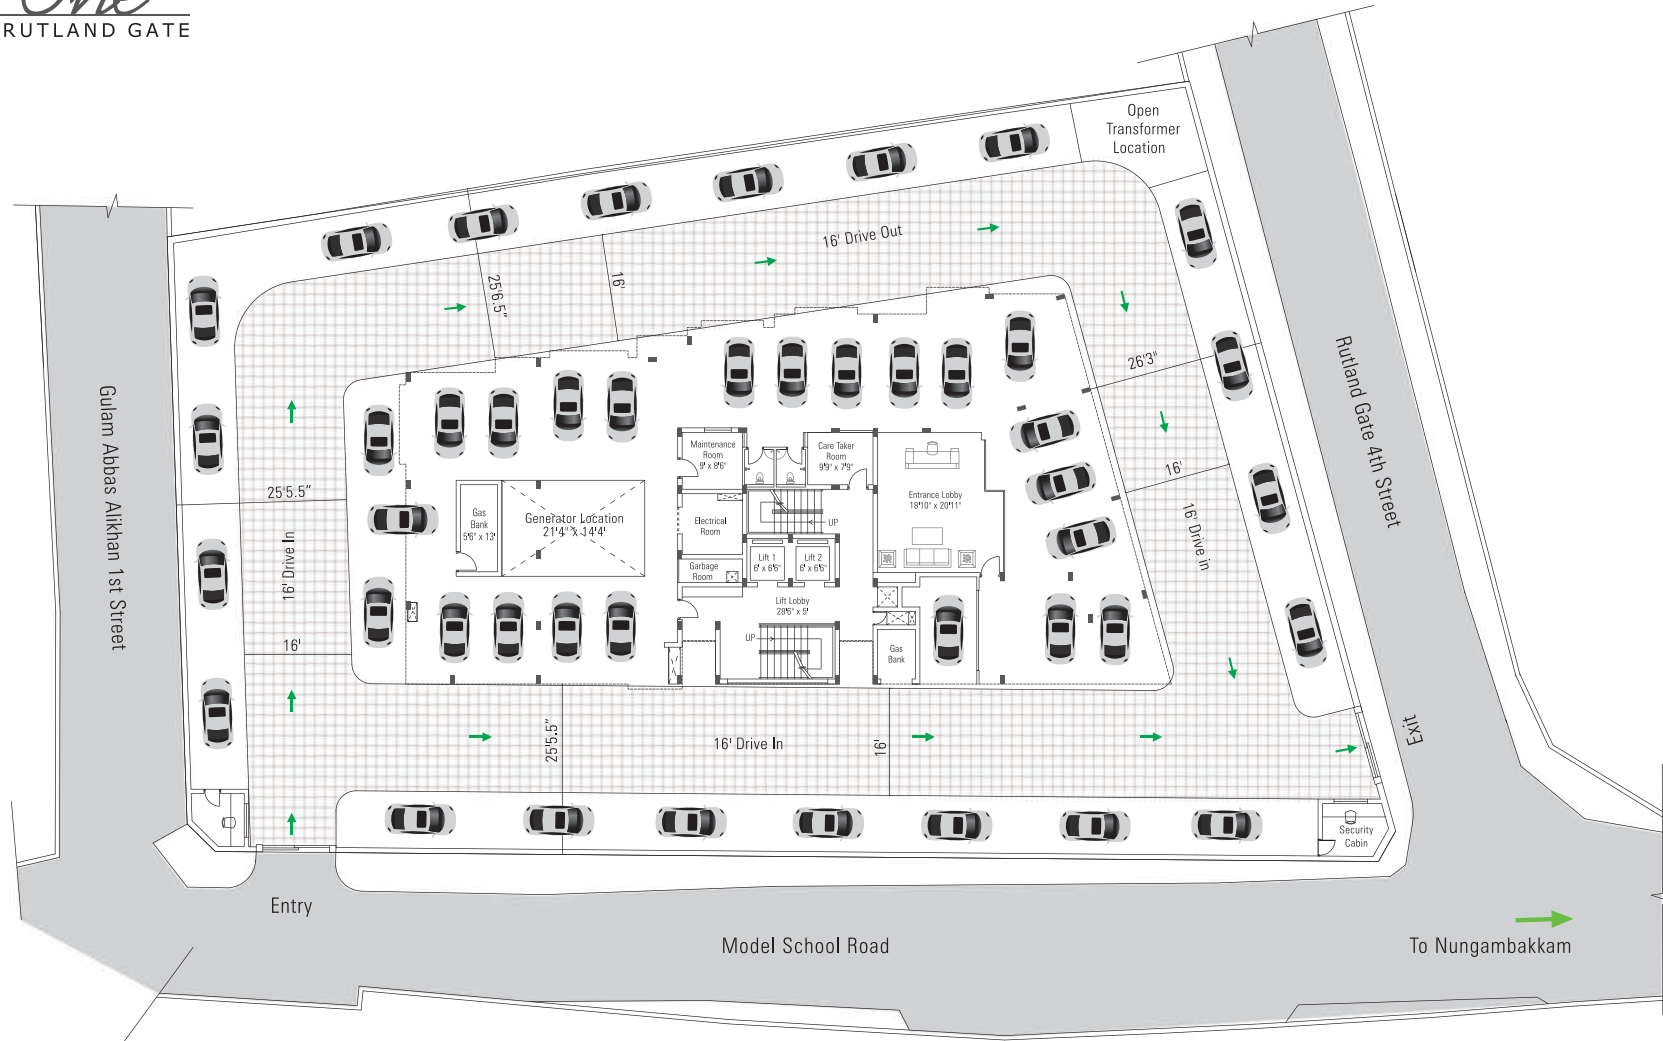 One
RUTLAND GATE
Open
Transformer
Location
16' Drive Out
25'6.5"
16'
26'3"
16'
16' Drive in
Rutland Gate 4th Street
Exit
Gulam Abbas Alikhan 1st Street
25'5.5"
16' Drive In
16'
Maintenance
Room
9' x 8'6"
Care Taker
Room
9'9" x 7'9"
Entrance Lobby
18'10" x 20'11"
Gas
Bank
5'6" x 13'
Generator Location
21'4" x 14'4'
Electrical
Room
UP
Garbage
Room
Lift 1
6' x 6'6"
Lift 2
6' x 6'6"
Lift Lobby
28'6" x 5'
UP
Gas
Bank
25'5.5"
16' Drive In
16'
Security
Cabin
Entry
Model School Road
To Nungambakkam